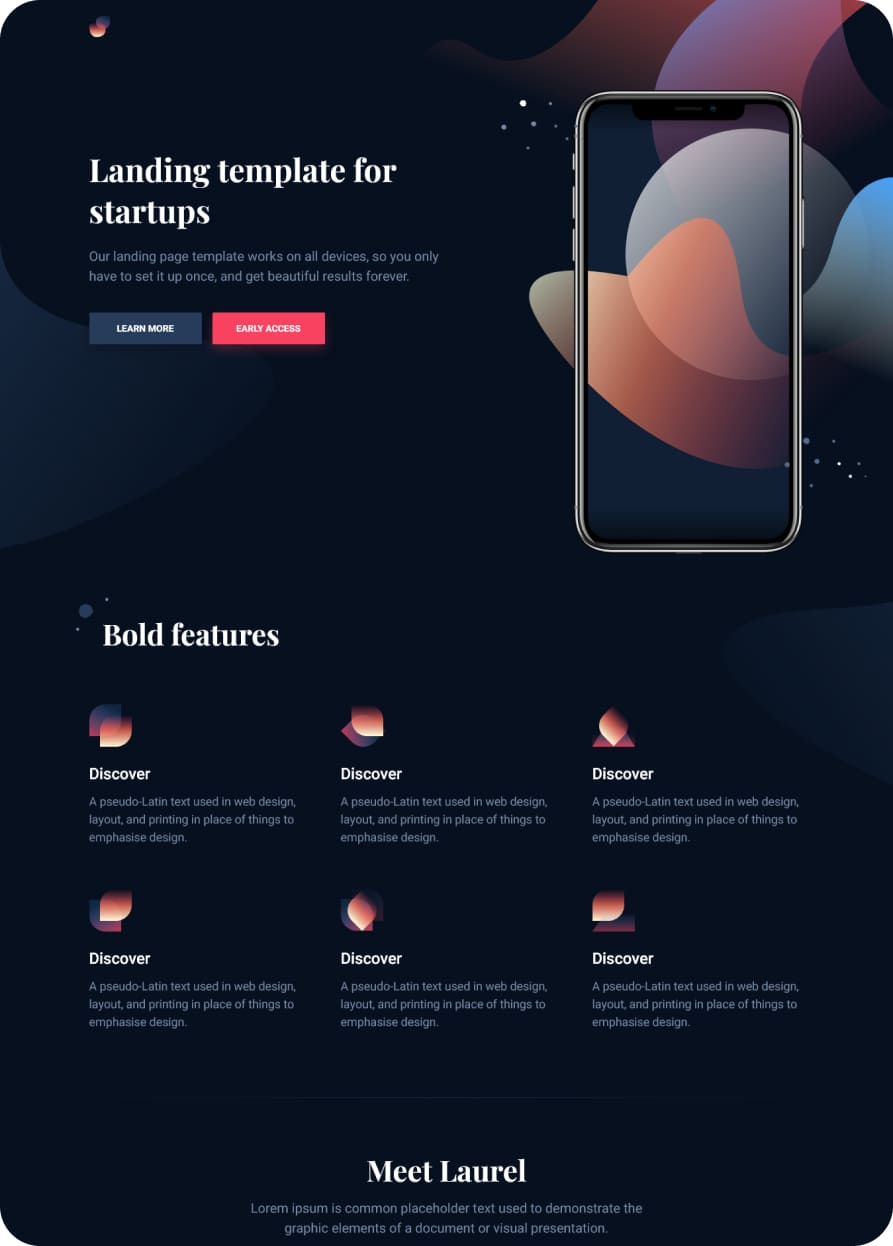 Landing template for
startups
Our landing page template works on all devices, so you only
have to set it up once, and get beautiful results forever.
LEARN MORE
EARLY ACCESS
Bold features
Discover
A pseudo-Latin text used in web design,
layout, and printing in place of things to
emphasise design.
Discover
A pseudo-Latin text used in web design,
layout, and printing in place of things to
emphasise design.
Discover
A pseudo-Latin text used in web design,
layout, and printing in place of things to
emphasise design.
Discover
A pseudo-Latin text used in web design,
layout, and printing in place of things to
emphasise design.
Discover
A pseudo-Latin text used in web design,
layout, and printing in place of things to
emphasise design.
Discover
A pseudo-Latin text used in web design,
layout, and printing in place of things to
emphasise design.
Meet Laurel
Lorem ipsum is common placeholder text used to demonstrate the
graphic elements of a document or visual presentation.